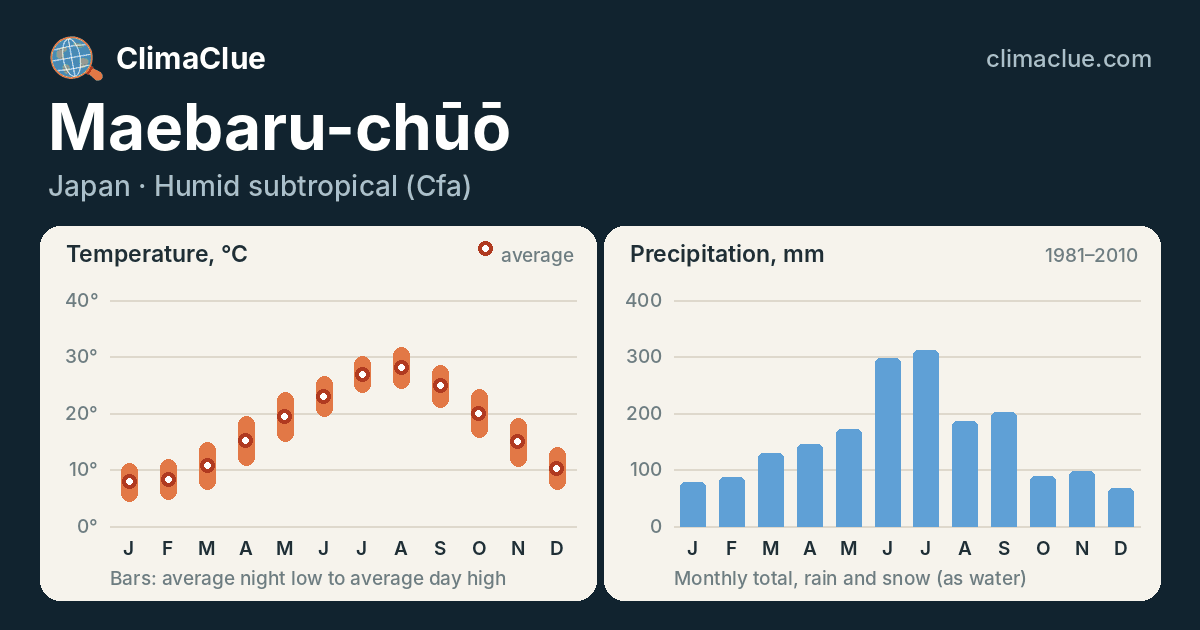 ClimaClue
climaclue.com
Maebaru-chūō
Japan · Humid subtropical (Cfa)
Temperature, °C
average
40°
30°
20°
10°
0°
J F M A M J J A S O N D
Bars: average night low to average day high
Precipitation, mm
1981–2010
400
300
200
100
0
J F M A M J J A S O N D
Monthly total, rain and snow (as water)